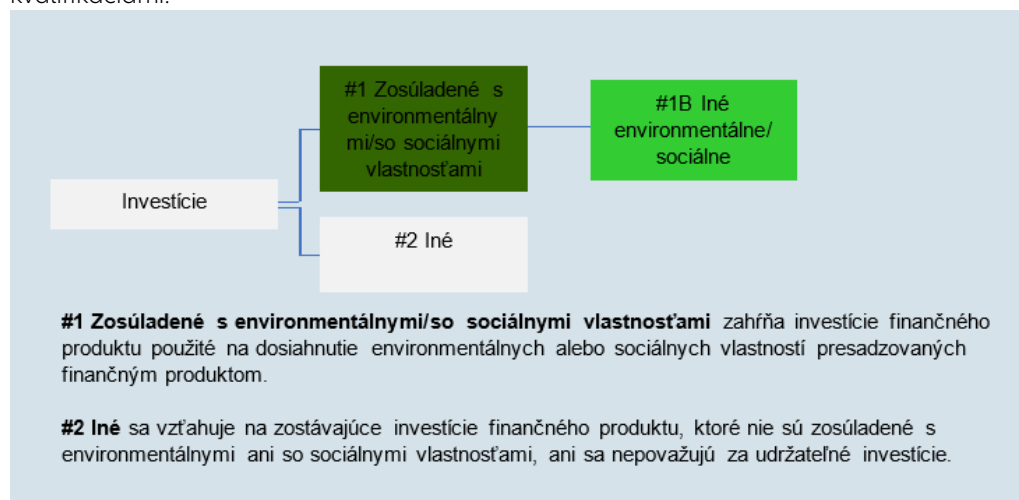 #1 Zosúladené s
environmentálny
mi/so sociálnymi
vlastnosťami
#1B Iné
environmentálne/
sociálne
Investície
#2 Iné
#1 Zosúladené s environmentálnymi/so sociálnymi vlastnosťami zahŕňa investície finančného
produktu použité na dosiahnutie environmentálnych alebo sociálnych vlastností presadzovaných
finančným produktom.
#2 Iné sa vzťahuje na zostávajúce investície finančného produktu, ktoré nie sú zosúladené s
environmentálnymi ani so sociálnymi vlastnosťami, ani sa nepovažujú za udržateľné investície.